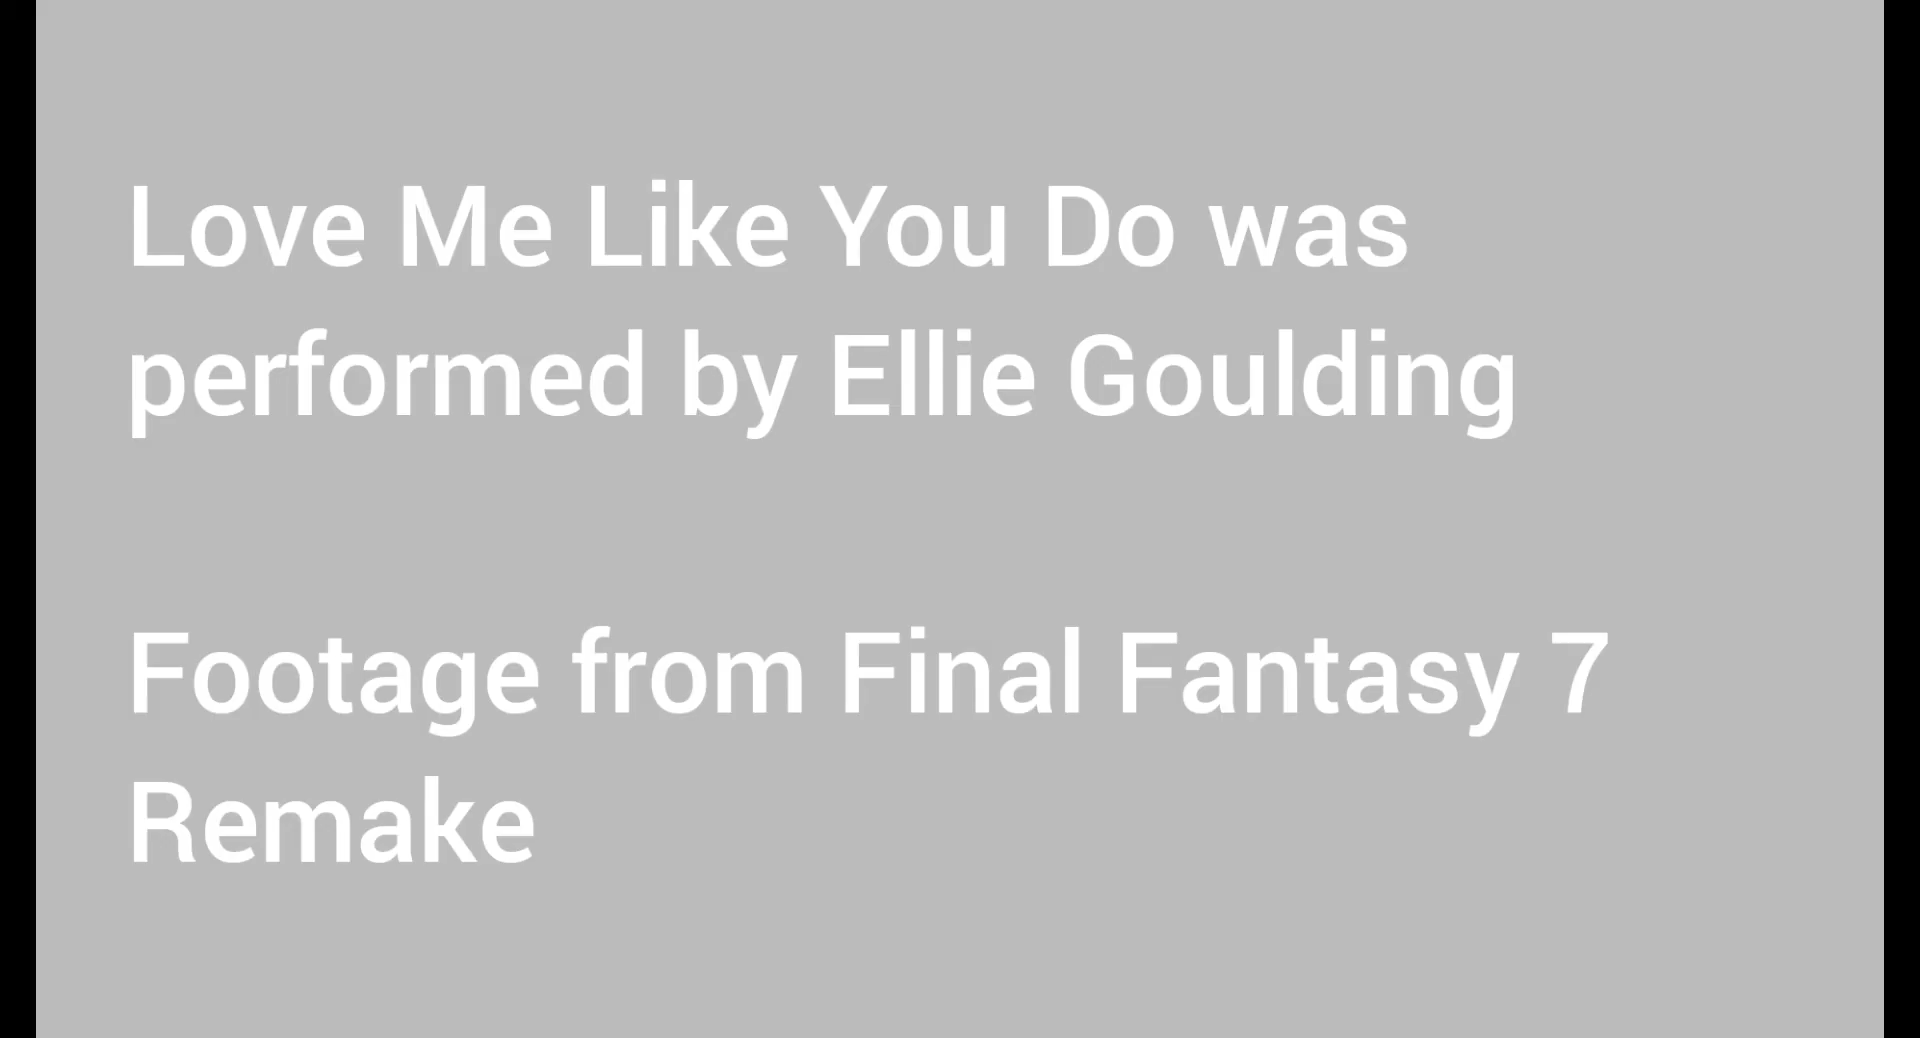 Love Me Like You Do was
performed by Ellie Goulding
Footage from Final Fantasy 7
Remake